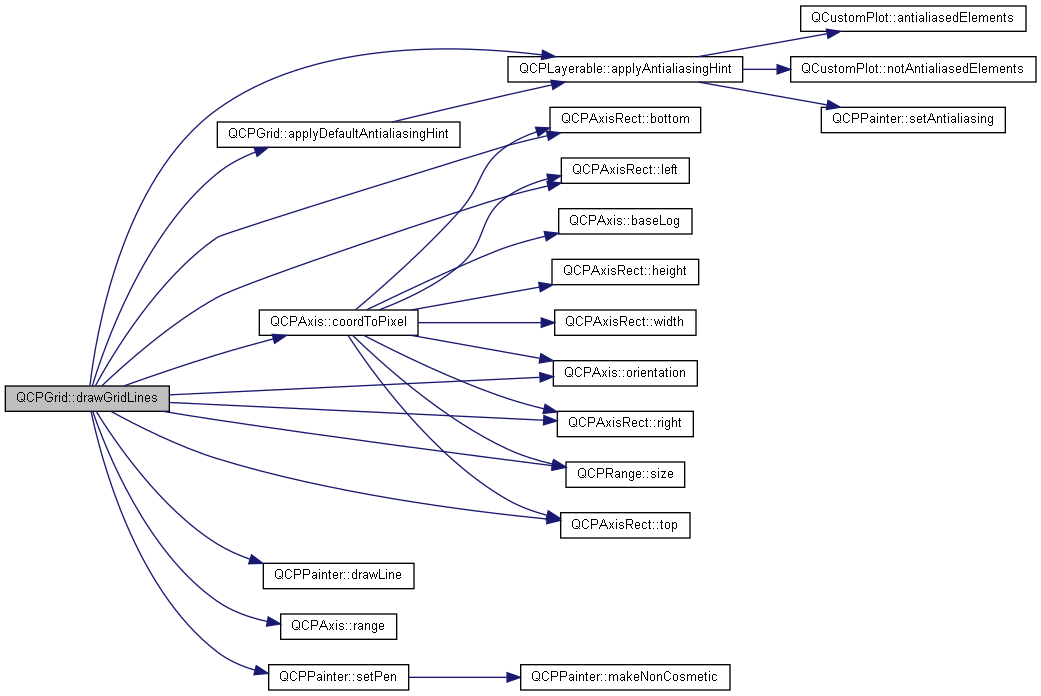 QCustomPlot::antialiasedElements
QCPLayerable::applyAntialiasingHint
QCustomPlot::notAntialiasedElements
QCPPainter::setAntialiasing
QCPGrid::applyDefaultAntialiasingHint
QCPAxisRect::bottom
QCPAxisRect::left
QCPAxis::baseLog
QCPAxisRect::height
QCPAxis::coordToPixel
QCPAxisRect::width
QCPAxis::orientation
QCPGrid::drawGridLines
QCPAxisRect::right
QCPRange::size
QCPAxisRect::top
QCPPainter::drawLine
QCPAxis::range
QCPPainter::setPen
QCPPainter::makeNonCosmetic